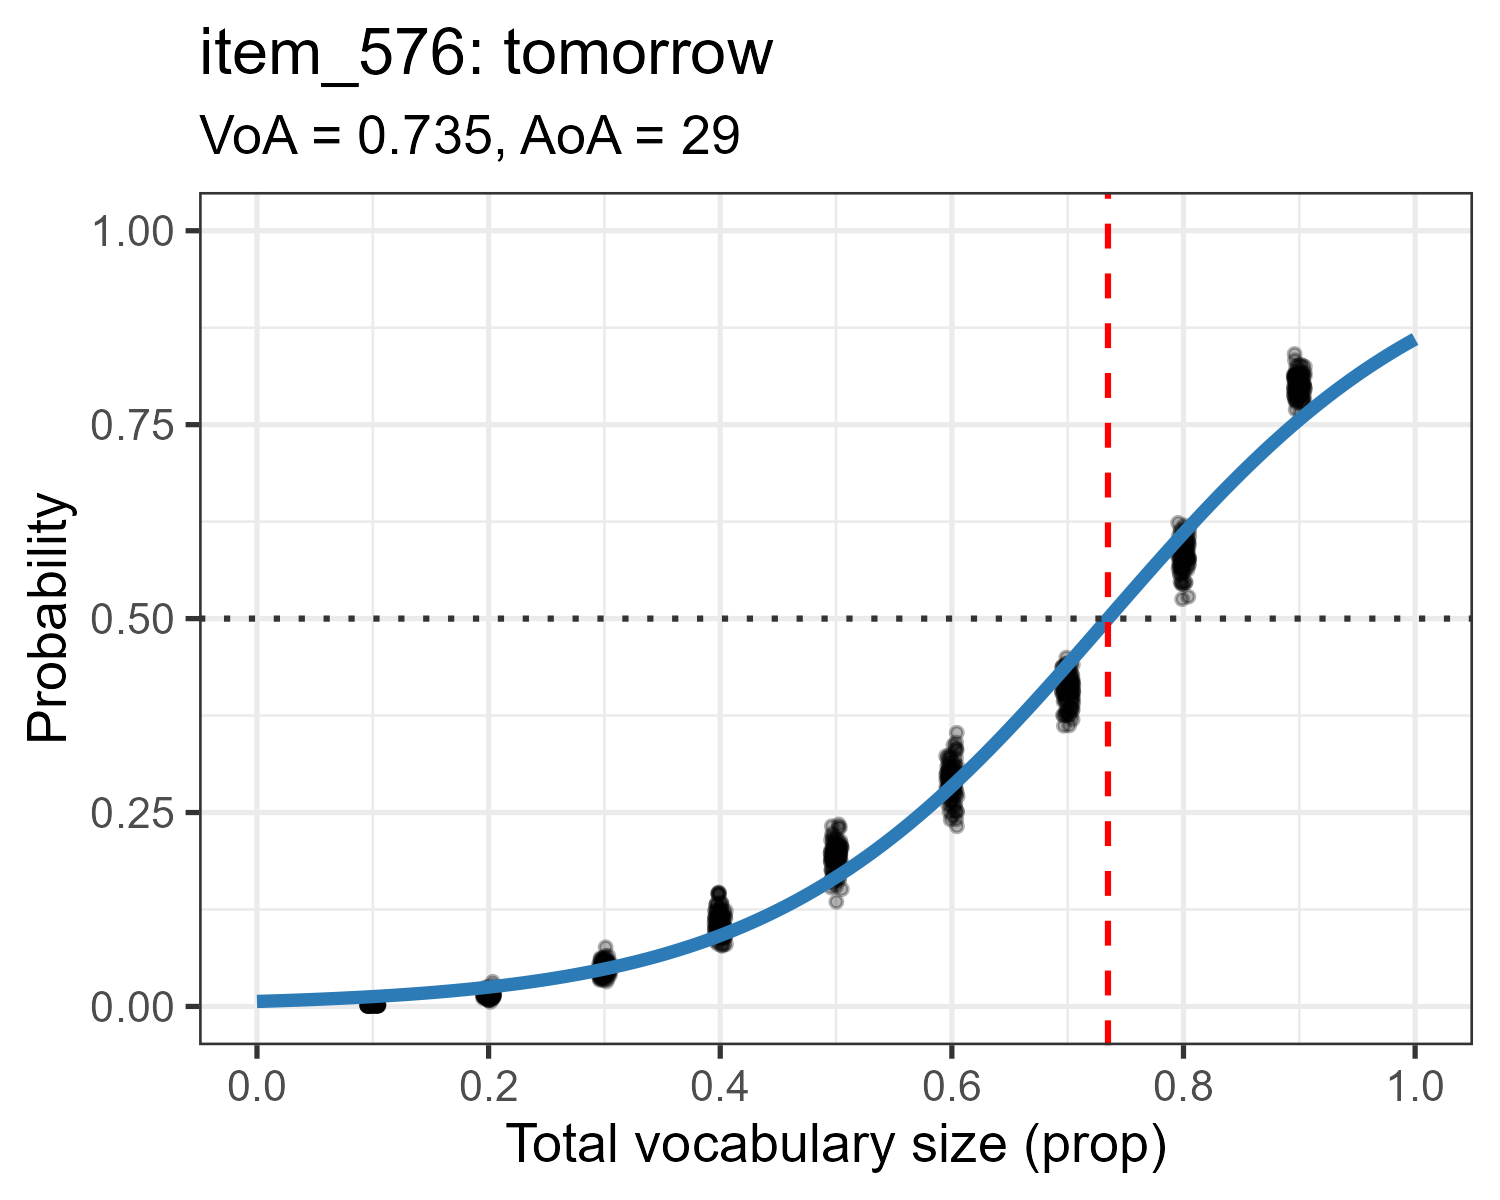 item_576: tomorrow
VoA = 0.735, AoA = 29
1.00
0.75
0.50
0.25
0.00
Probability
0.0 0.2 0.4 0.6 0.8 1.0
Total vocabulary size (prop)